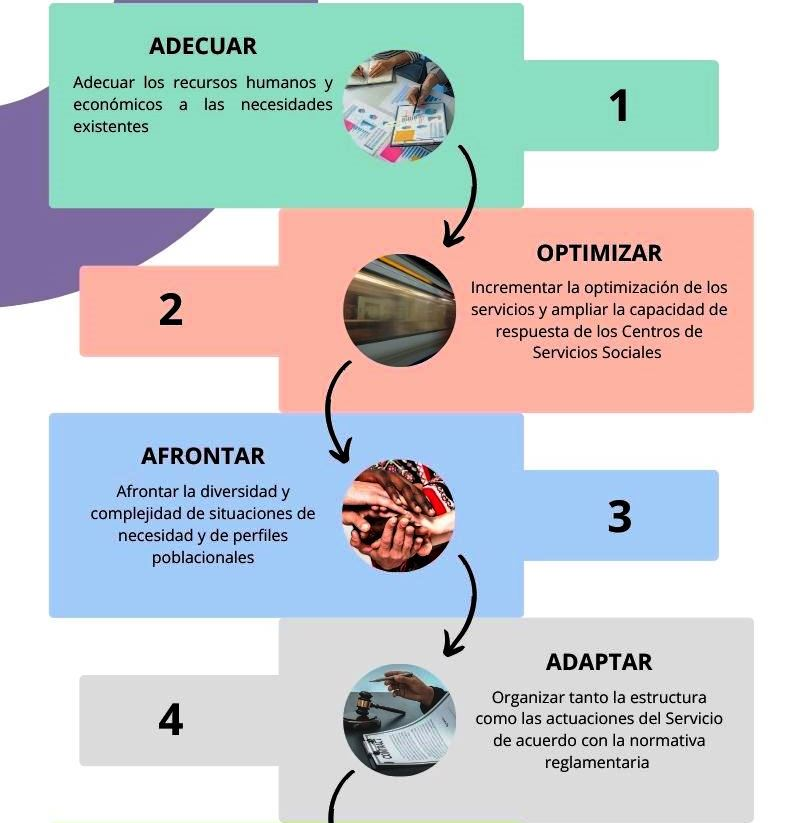 ADECUAR
Adecuar los recursos humanos y
económicos a las necesidades
existentes
1
OPTIMIZAR
Incrementar la optimización de los
servicios y ampliar la capacidad de
respuesta de los Centros de
Servicios Sociales
2
AFRONTAR
Afrontar la diversidad y
complejidad de situaciones de
necesidad y de perfiles
poblacionales
3
ADAPTAR
Organizar tanto la estructura
como las actuaciones del Servicio
de acuerdo con la normativa
reglamentaria
4